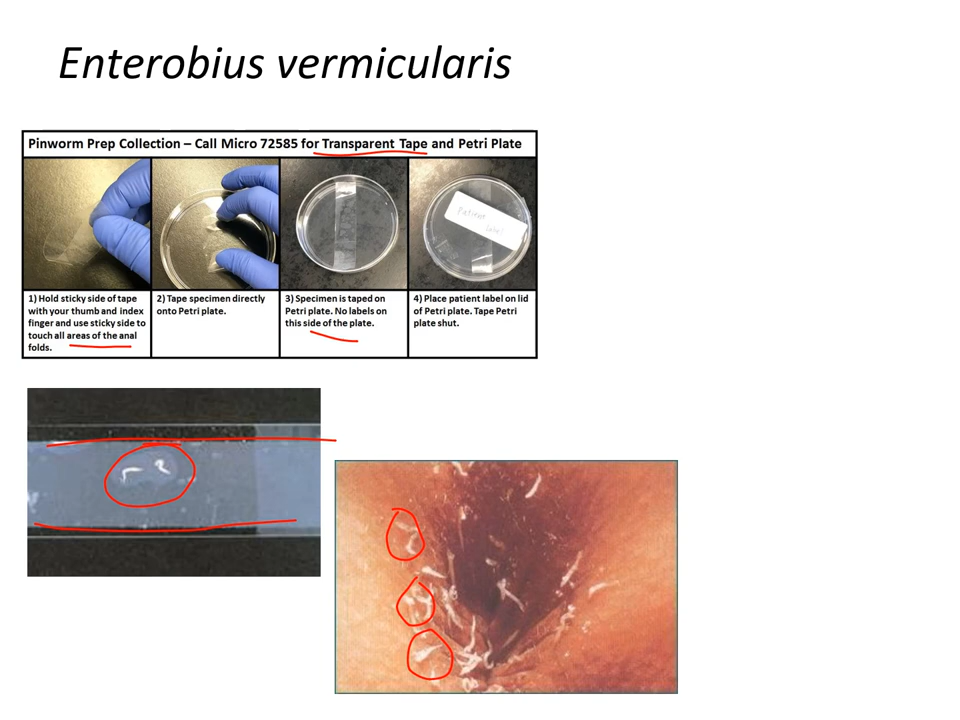 Enterobius vermicularis
Pinworm Prep Collection – Call Micro 72585 for Transparent Tape and Petri Plate
Patient
Label
1) Hold sticky side of tape
with your thumb and index
finger and use sticky side to
touch all areas of the anal
folds.
2) Tape specimen directly
onto Petri plate.
3) Specimen is taped on
Petri plate. No labels on
this side of the plate.
4) Place patient label on lid
of Petri plate. Tape Petri
plate shut.